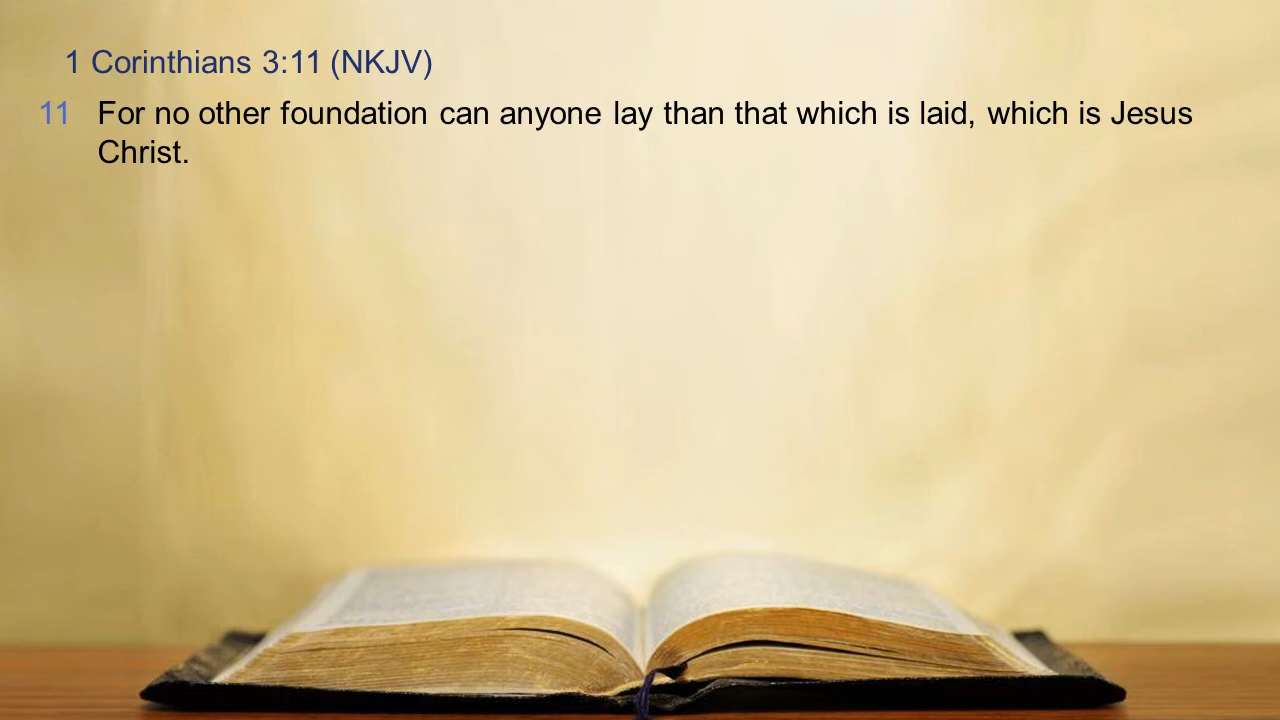 1 Corinthians 3:11 (NKJV)
11 For no other foundation can anyone lay than that which is laid, which is Jesus
Christ.